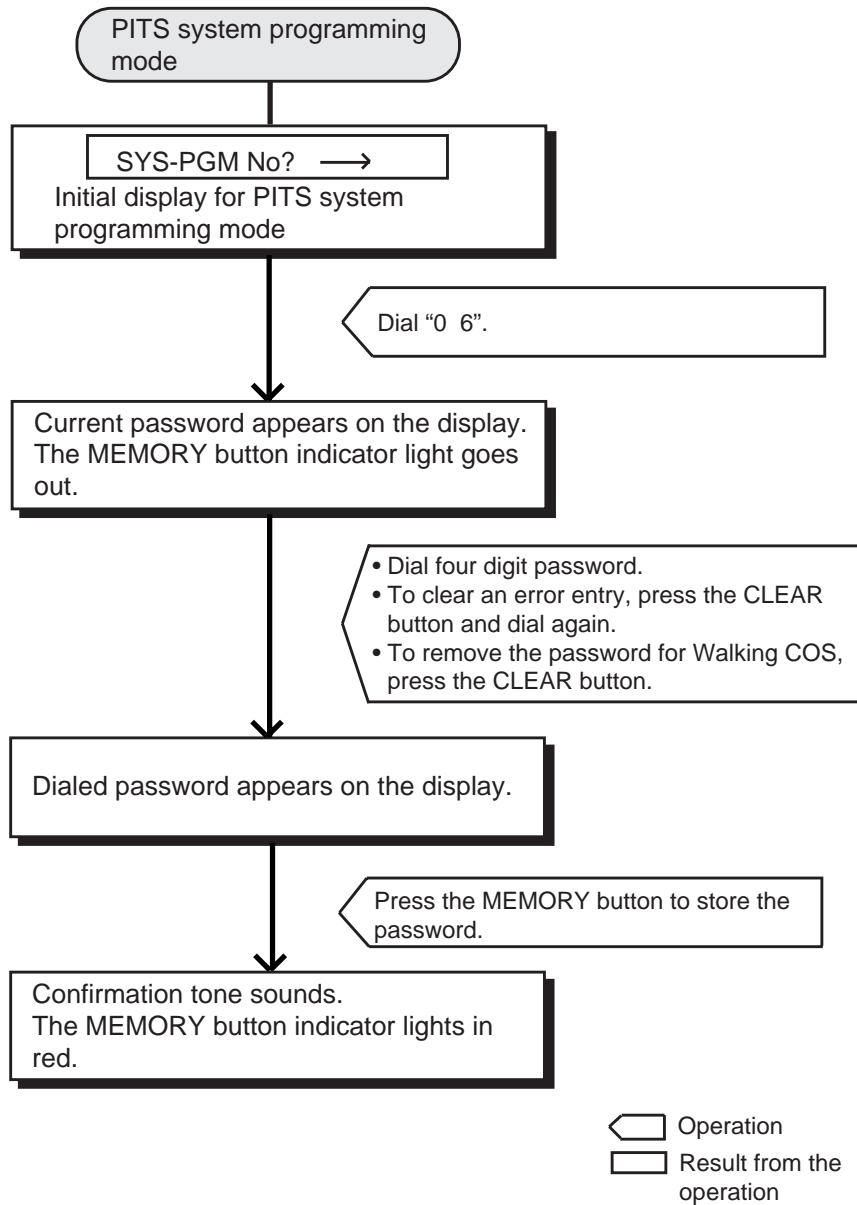 PITS system programming
mode
SYS-PGM No? →
Initial display for PITS system
programming mode
Dial “0 6”.
Current password appears on the display.
The MEMORY button indicator light goes
out.
• Dial four digit password.
• To clear an error entry, press the CLEAR
button and dial again.
• To remove the password for Walking COS,
press the CLEAR button.
Dialed password appears on the display.
Press the MEMORY button to store the
password.
Confirmation tone sounds.
The MEMORY button indicator lights in
red.
Operation
Result from the
operation